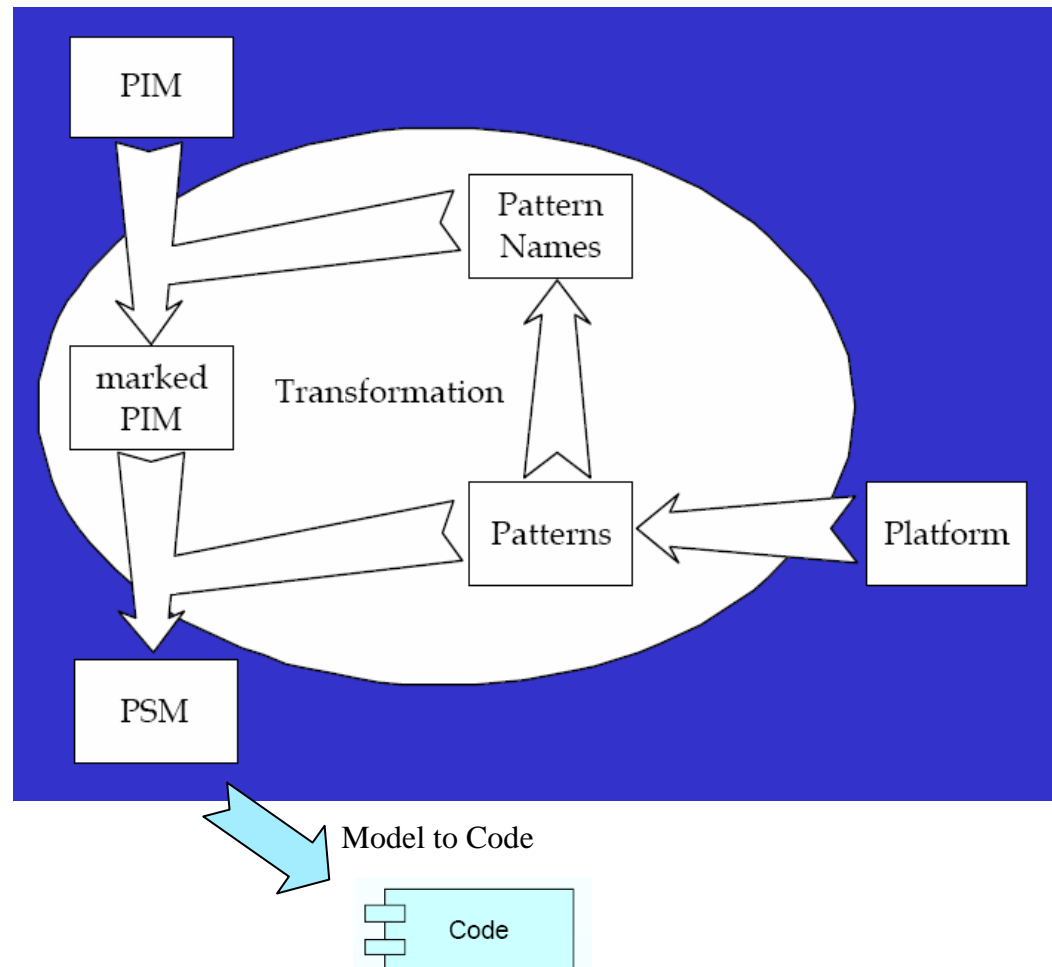 PIM
Pattern
Names
marked
PIM
Transformation
Patterns
Platform
PSM
Model to Code
Code